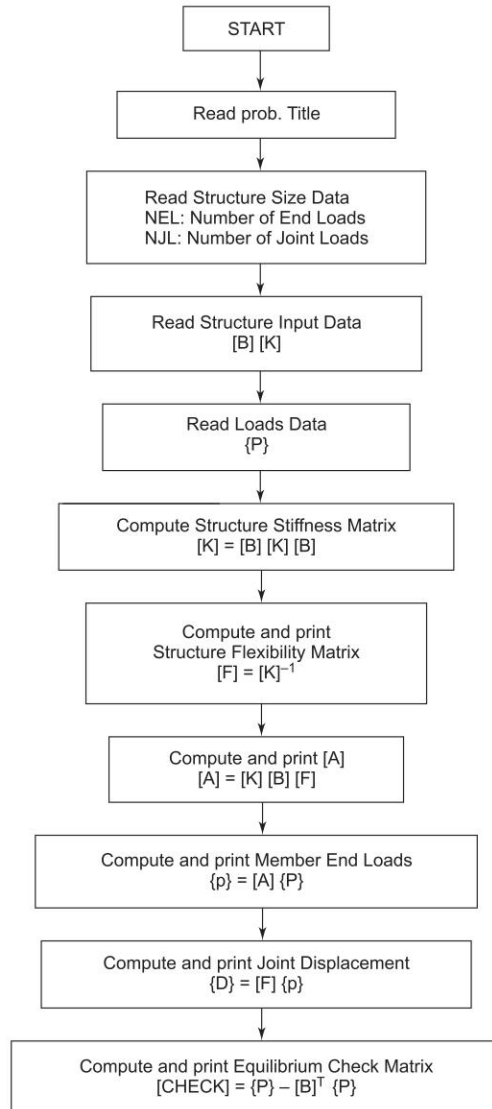 START
Read prob. Title
Read Structure Size Data
NEL: Number of End Loads
NJL: Number of Joint Loads
Read Structure Input Data
[B] [K]
Read Loads Data
{P}
Compute Structure Stiffness Matrix
[K] = [B] [K] [B]
Compute and print
Structure Flexibility Matrix
[F] = [K]⁻¹
Compute and print [A]
[A] = [K] [B] [F]
Compute and print Member End Loads
{p} = [A] {P}
Compute and print Joint Displacement
{D} = [F] {p}
Compute and print Equilibrium Check Matrix
[CHECK] = {P} – [B]ᵀ {P}